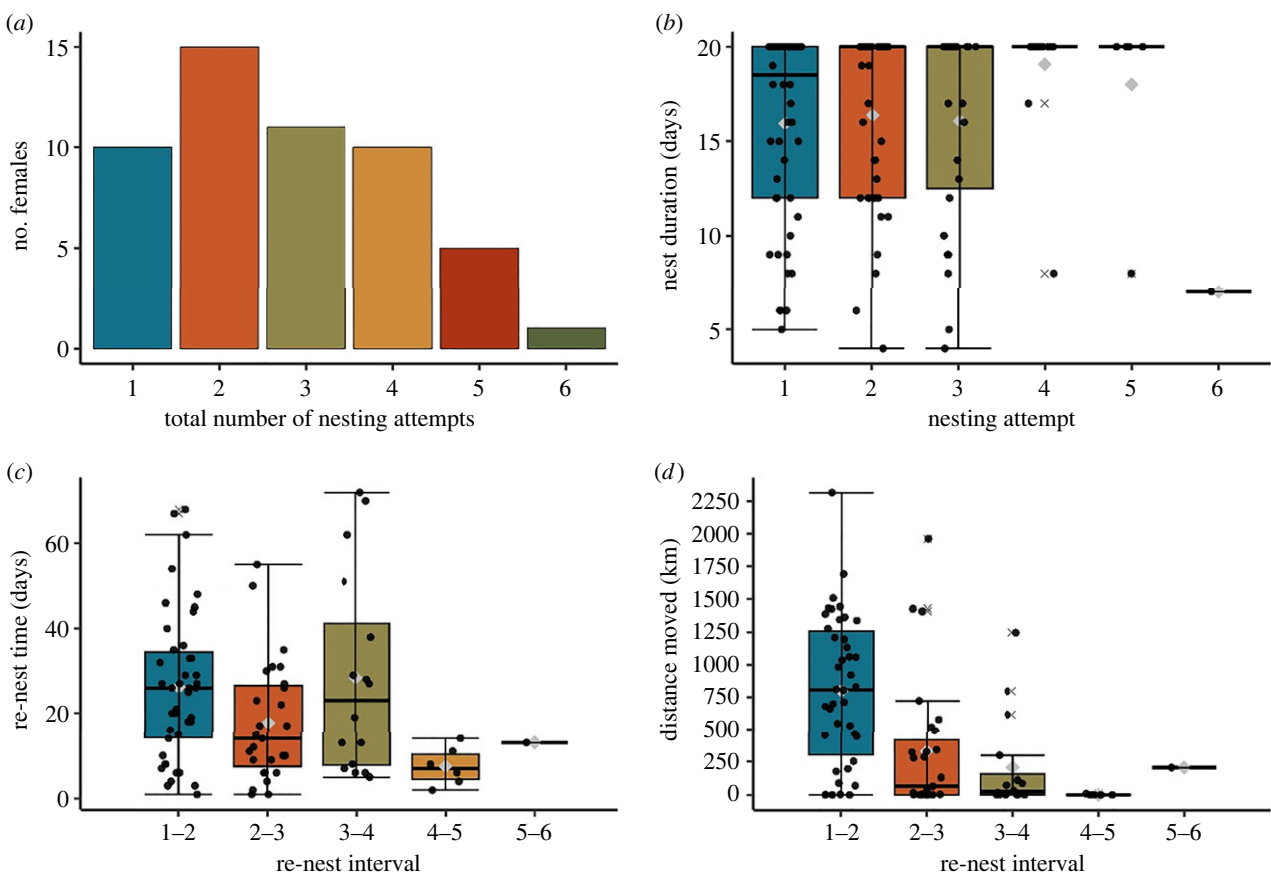 (a)
15
10
5
0
no. females
1 2 3 4 5 6
total number of nesting attempts
(b)
20
15
10
5
nest duration (days)
1 2 3 4 5 6
nesting attempt
(c)
60
40
20
0
re-nest time (days)
1–2 2–3 3–4 4–5 5–6
re-nest interval
(d)
2250
2000
1750
1500
1250
1000
750
500
250
0
distance moved (km)
1–2 2–3 3–4 4–5 5–6
re-nest interval